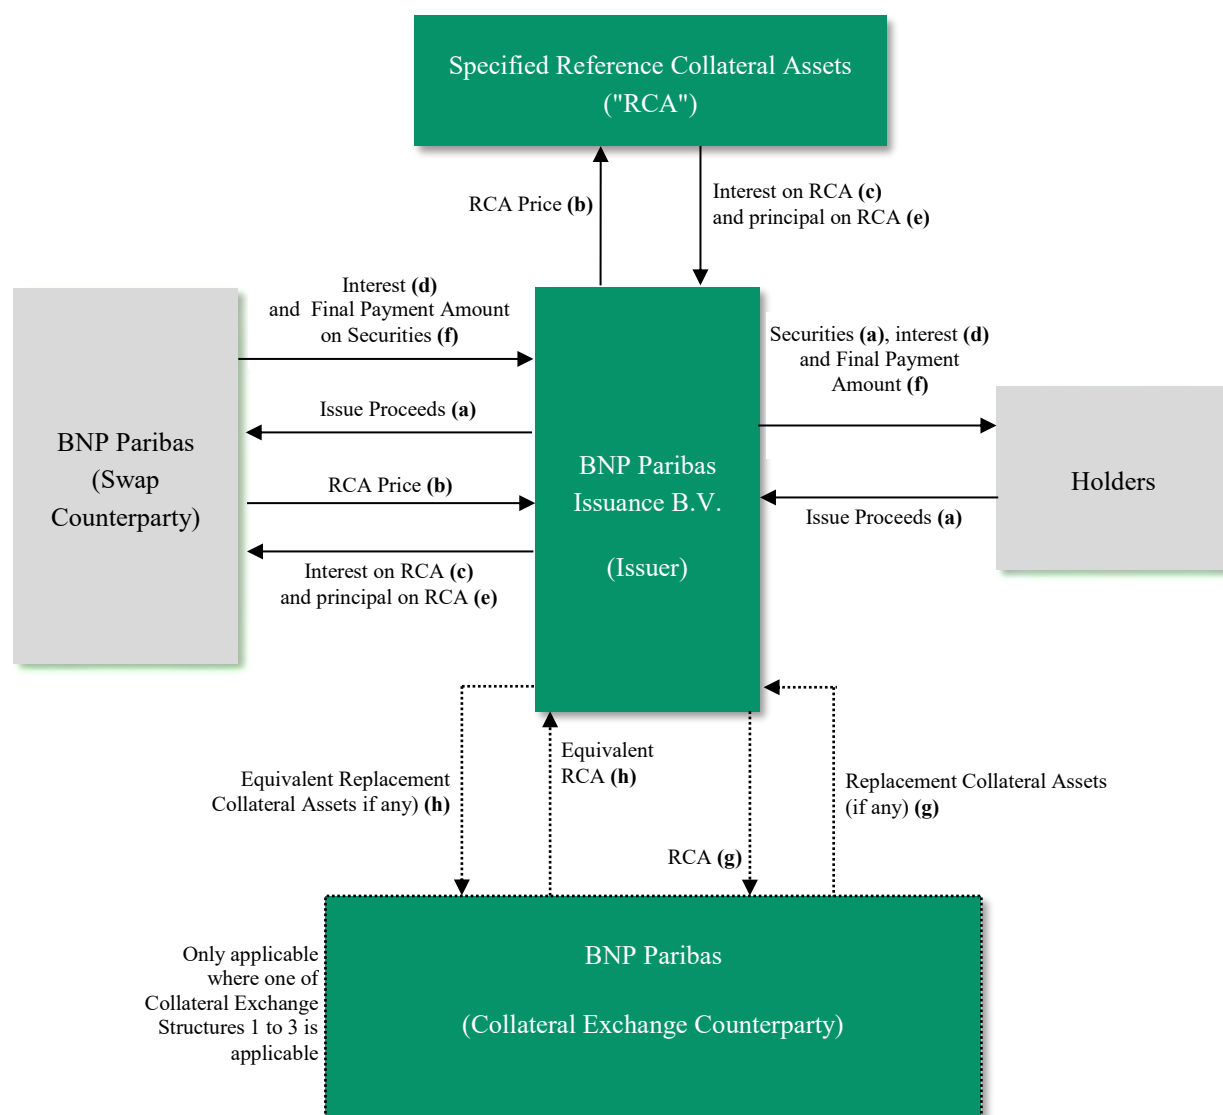 Specified Reference Collateral Assets
("RCA")
RCA Price (b)
Interest on RCA (c)
and principal on RCA (e)
Interest (d)
and Final Payment Amount
on Securities (f)
Securities (a), interest (d)
and Final Payment
Amount (f)
Issue Proceeds (a)
BNP Paribas
(Swap
Counterparty)
RCA Price (b)
BNP Paribas
Issuance B.V.
(Issuer)
Holders
Issue Proceeds (a)
Interest on RCA (c)
and principal on RCA (e)
Equivalent Replacement
Collateral Assets if any) (h)
Equivalent
RCA (h)
RCA (g)
Replacement Collateral Assets
(if any) (g)
Only applicable
where one of
Collateral Exchange
Structures 1 to 3 is
applicable
BNP Paribas
(Collateral Exchange Counterparty)